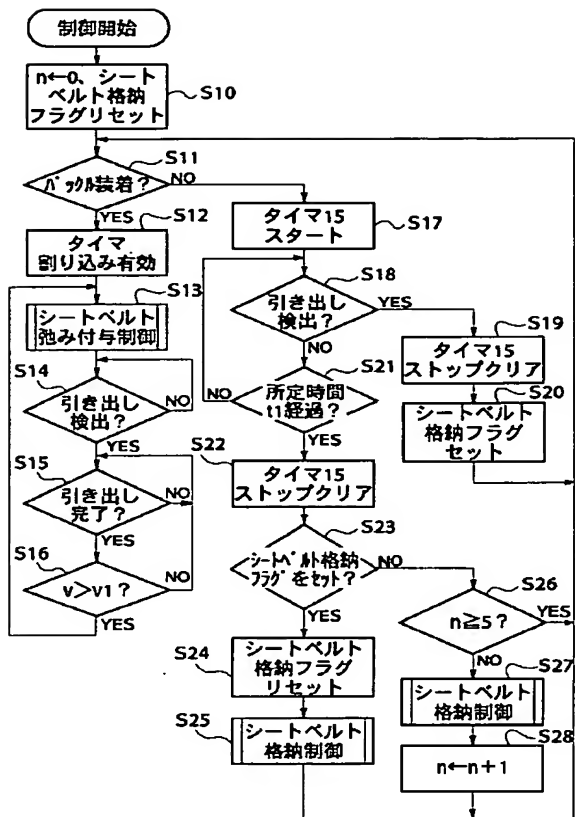 制御開始
n←0、シート
ベルト格納
フラグリセット
S10
S11
バックル装着？
NO
YES
S12
タイマ
割り込み有効
S13
シートベルト
弛み付与制御
S14
引き出し
検出？
NO
YES
S15
引き出し
完了？
NO
YES
S16
v>v1？
NO
YES
タイマ15
スタート
S17
S18
引き出し
検出？
YES
NO
S19
タイマ15
ストップクリア
S20
シートベルト
格納フラグ
セット
S21
所定時間
t1経過？
NO
YES
S22
タイマ15
ストップクリア
S23
シートベルト格納
フラグをセット？
NO
YES
S24
シートベルト
格納フラグ
リセット
S25
シートベルト
格納制御
S26
n≧5？
YES
NO
S27
シートベルト
格納制御
S28
n←n+1